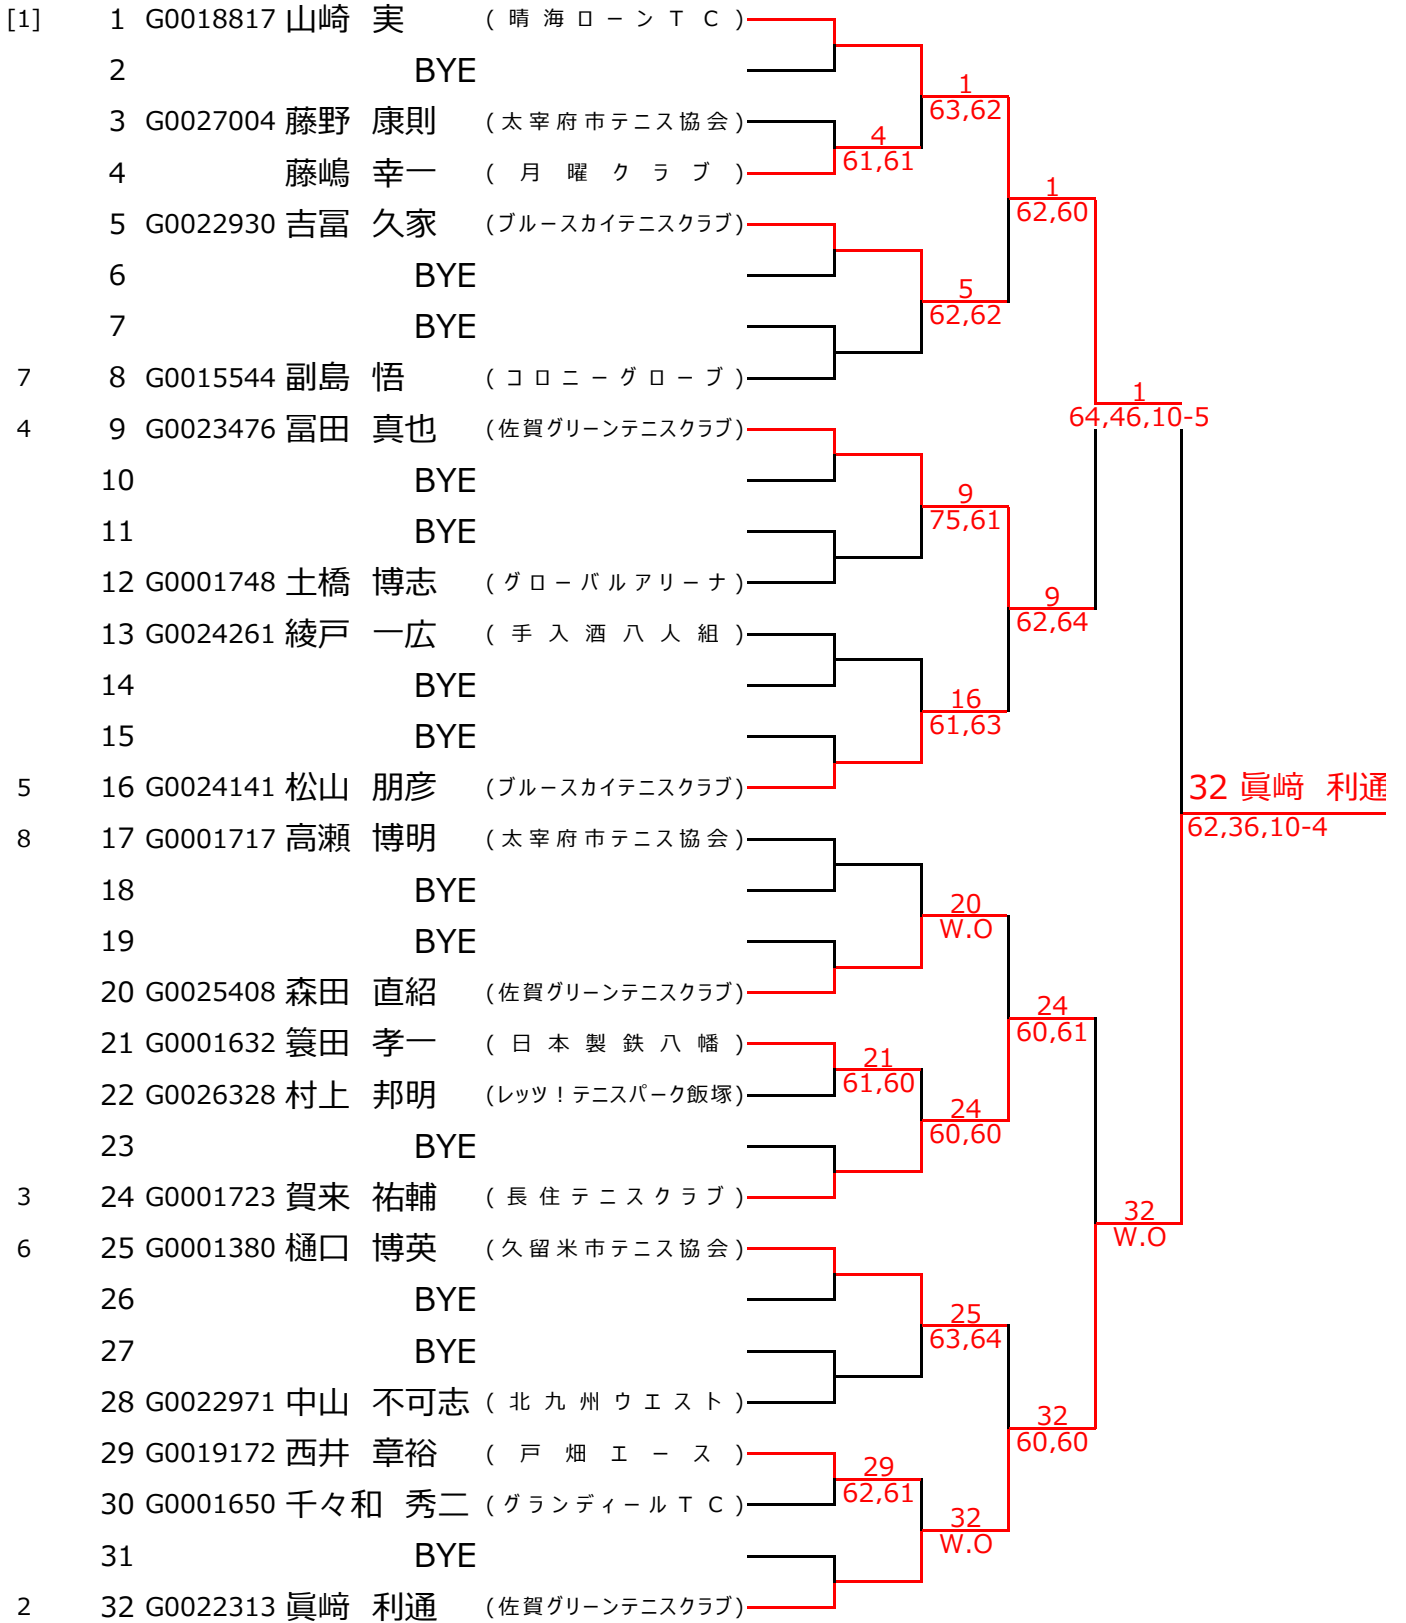 [1] 1 G0018817 山崎 実 (晴海ローンTC)
2 BYE
1
63,62
3 G0027004 藤野 康則 (太宰府市テニス協会)
4
61,61
4 藤嶋 幸一 (月曜クラブ)
1
62,60
5 G0022930 吉冨 久家 (ブルースカイテニスクラブ)
6 BYE
5
62,62
7 BYE
7 8 G0015544 副島 悟 (コロニーグローブ)
1
64,46,10-5
4 9 G0023476 冨田 真也 (佐賀グリーンテニスクラブ)
10 BYE
9
75,61
11 BYE
12 G0001748 土橋 博志 (グローバルアリーナ)
9
62,64
13 G0024261 綾戸 一広 (手入酒八人組)
14 BYE
16
61,63
15 BYE
5 16 G0024141 松山 朋彦 (ブルースカイテニスクラブ)
32 眞﨑 利通
62,36,10-4
8 17 G0001717 高瀬 博明 (太宰府市テニス協会)
18 BYE
20
W.O
19 BYE
20 G0025408 森田 直紹 (佐賀グリーンテニスクラブ)
24
60,61
21 G0001632 簑田 孝一 (日本製鉄八幡)
21
61,60
22 G0026328 村上 邦明 (レッツ！テニスパーク飯塚)
24
60,60
23 BYE
3 24 G0001723 賀来 祐輔 (長住テニスクラブ)
32
W.O
6 25 G0001380 樋口 博英 (久留米市テニス協会)
26 BYE
25
63,64
27 BYE
28 G0022971 中山 不可志 (北九州ウエスト)
32
60,60
29 G0019172 西井 章裕 (戸畑エース)
29
62,61
30 G0001650 千々和 秀二 (グランディールTC)
32
W.O
31 BYE
2 32 G0022313 眞﨑 利通 (佐賀グリーンテニスクラブ)